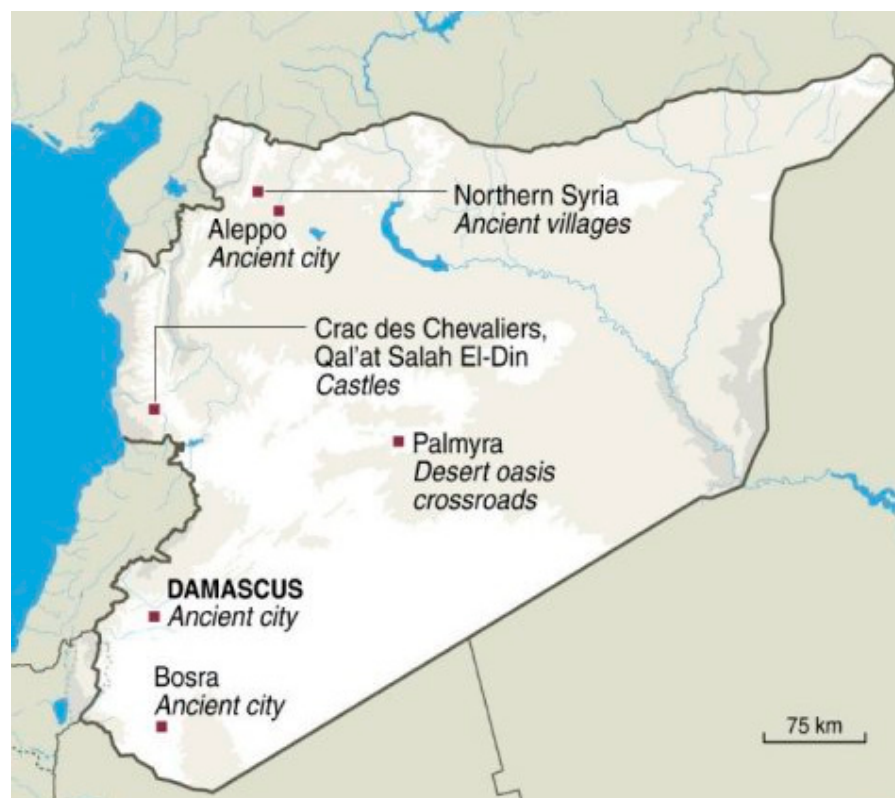 Northern Syria
Ancient villages
Aleppo
Ancient city
Crac des Chevaliers,
Qal'at Salah El-Din
Castles
Palmyra
Desert oasis
crossroads
DAMASCUS
Ancient city
Bosra
Ancient city
75 km